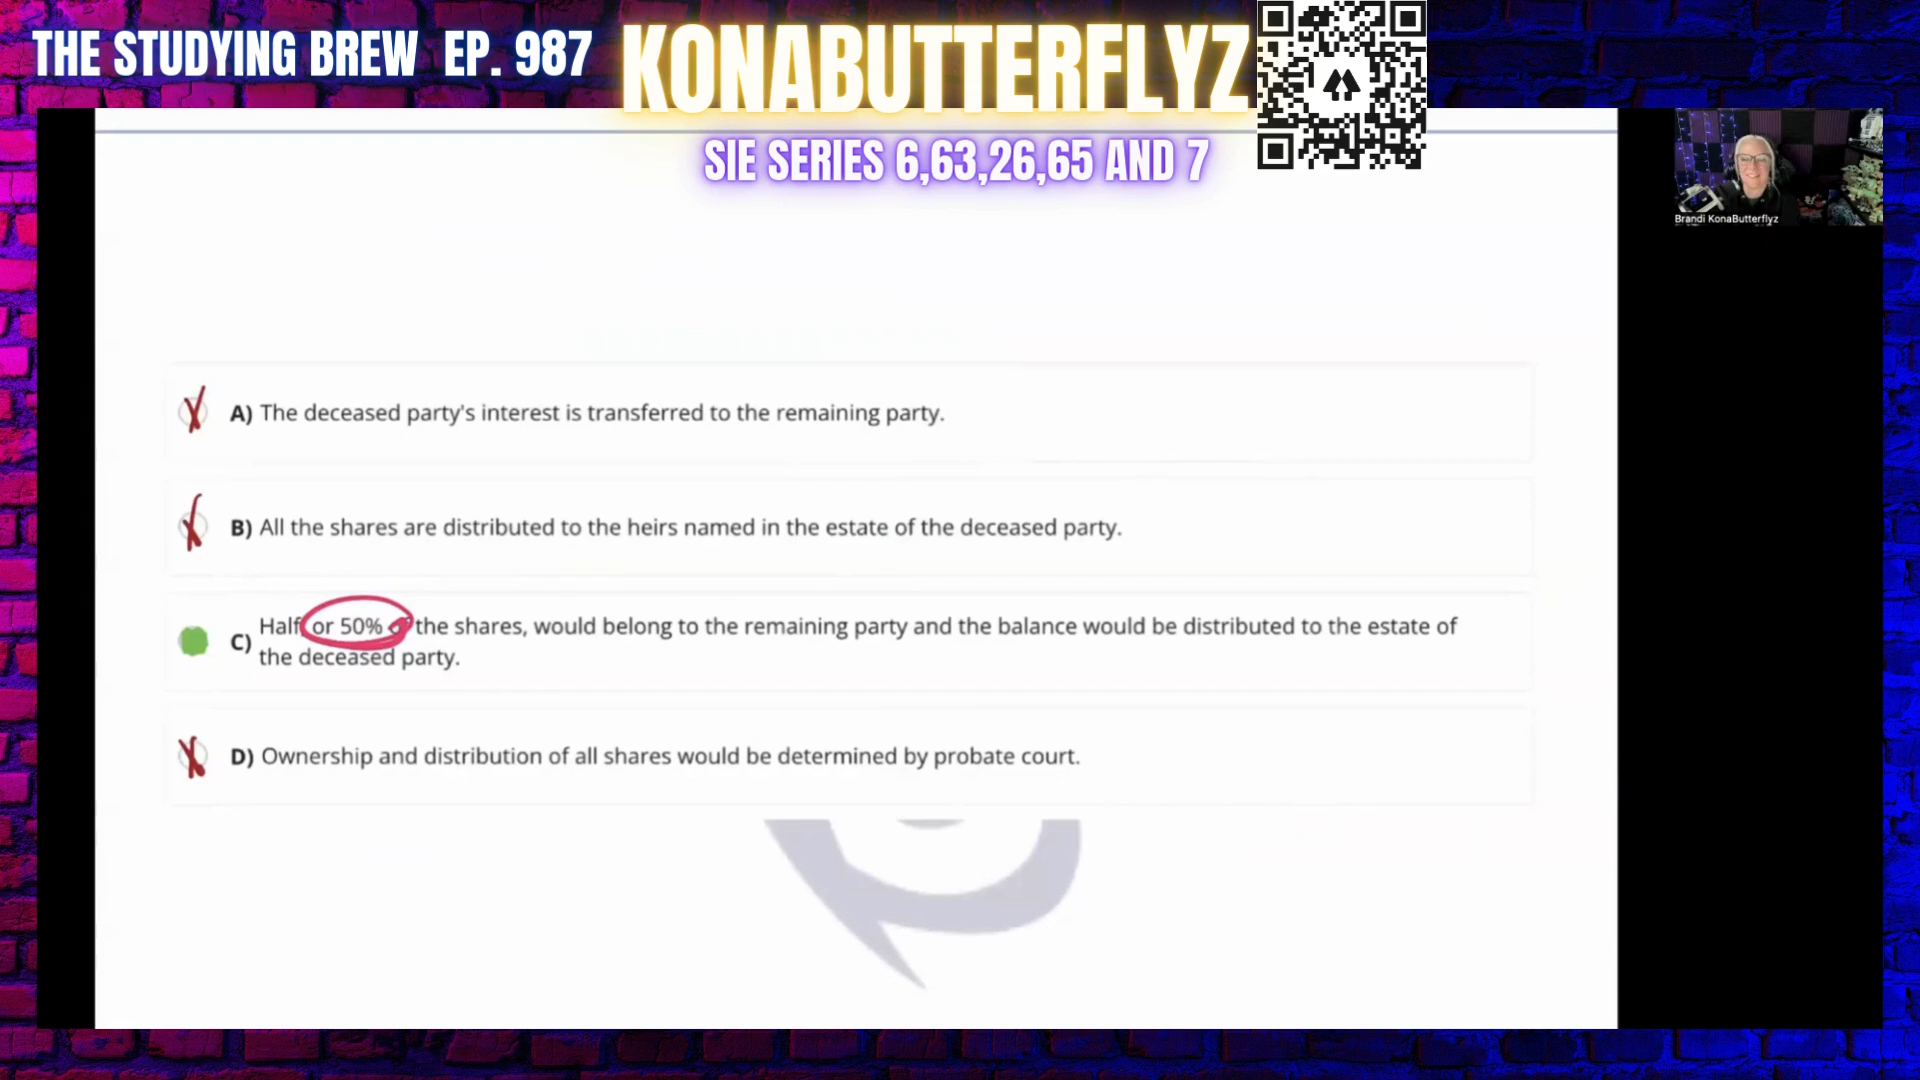 THE STUDYING BREW EP. 987
KONABUTTERFLYZ
SIE SERIES 6,63,26,65 AND 7
Brandi KonaButterflyz
A) The deceased party's interest is transferred to the remaining party.
B) All the shares are distributed to the heirs named in the estate of the deceased party.
C) Half, or 50% the shares, would belong to the remaining party and the balance would be distributed to the estate of
the deceased party.
D) Ownership and distribution of all shares would be determined by probate court.